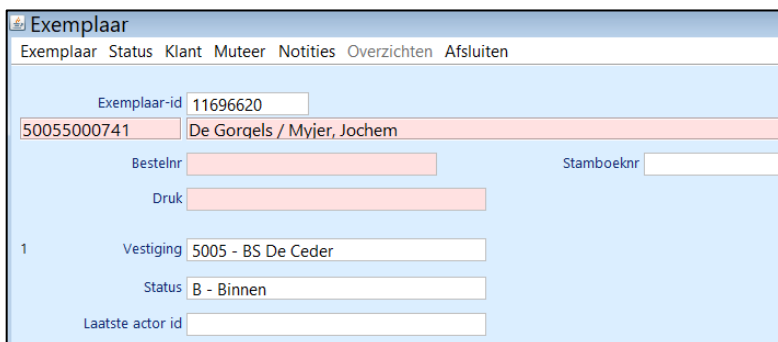 Exemplaar
Exemplaar Status Klant Muteer Notities Overzichten Afsluiten
Exemplaar-id 11696620
50055000741 De Gorgels / Myjer, Jochem
Bestelnr Stamboeknr
Druk
1 Vestiging 5005 - BS De Ceder
Status B - Binnen
Laatste actor id